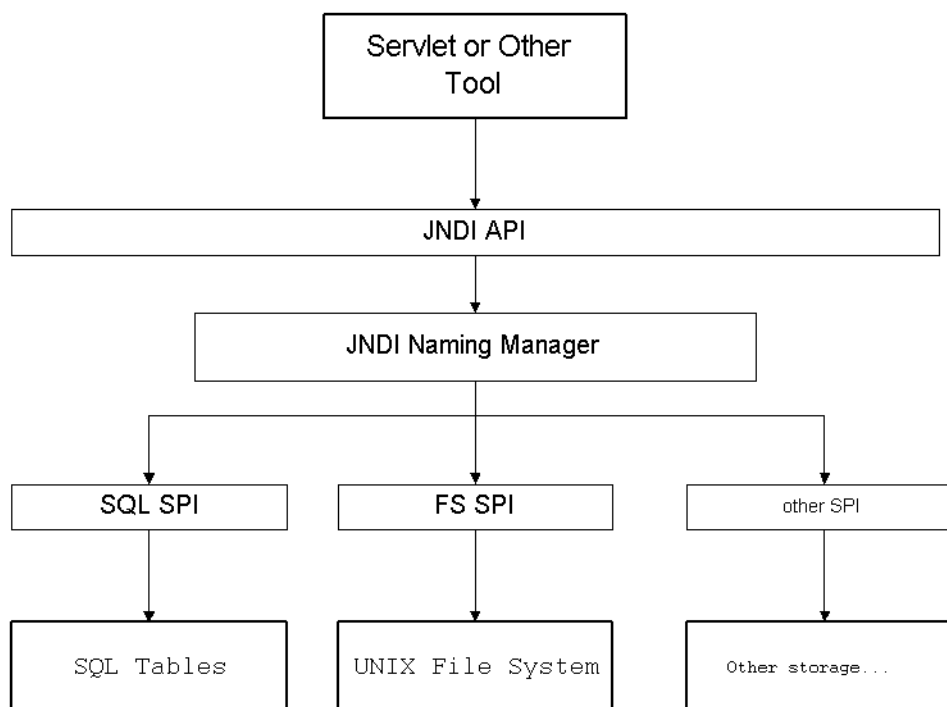 Servlet or Other
Tool
JNDI API
JNDI Naming Manager
SQL SPI
FS SPI
other SPI
SQL Tables
UNIX File System
Other storage...